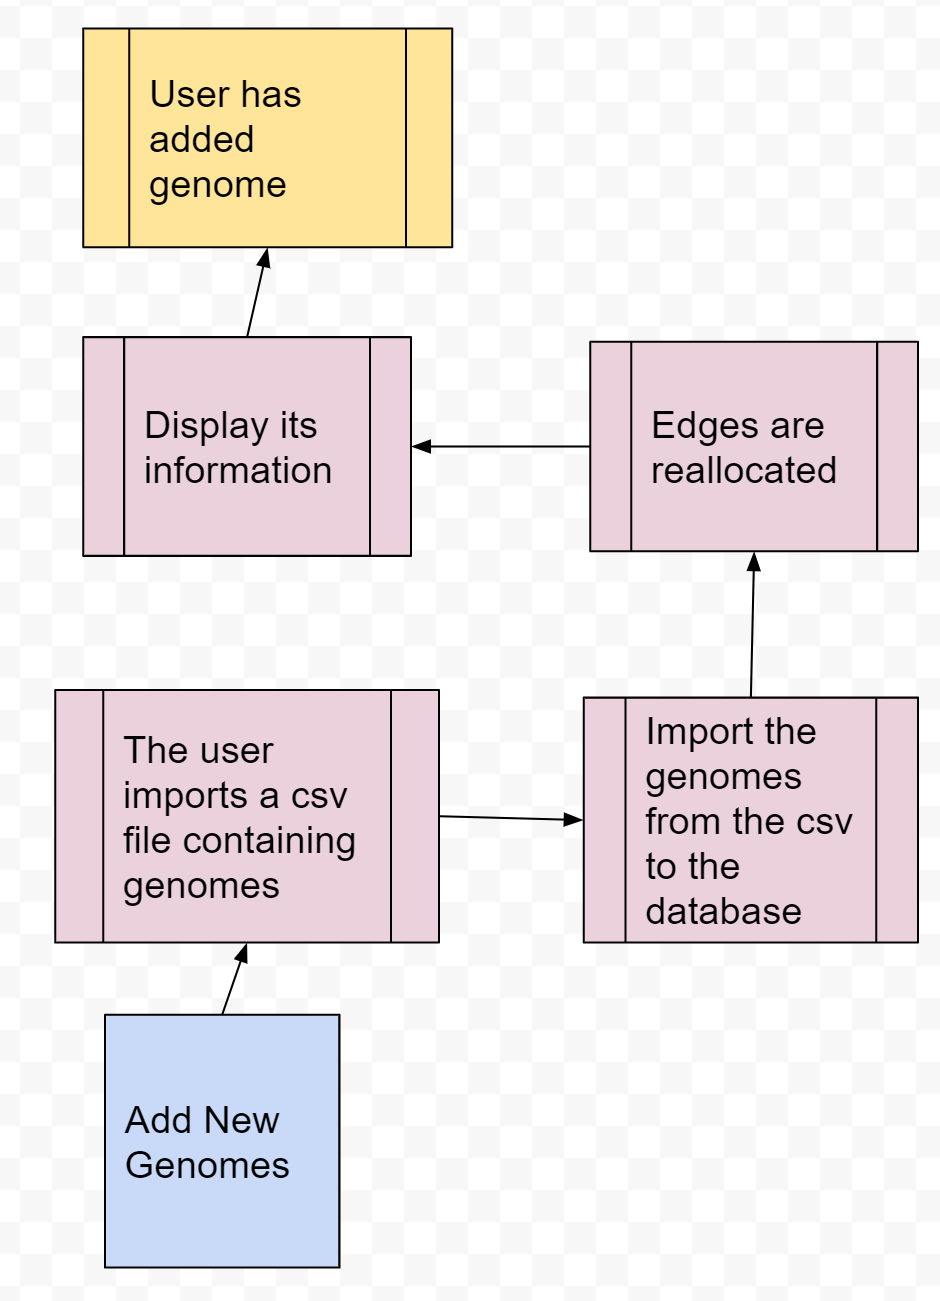 User has
added
genome
Display its
information
Edges are
reallocated
The user
imports a csv
file containing
genomes
Import the
genomes
from the csv
to the
database
Add New
Genomes